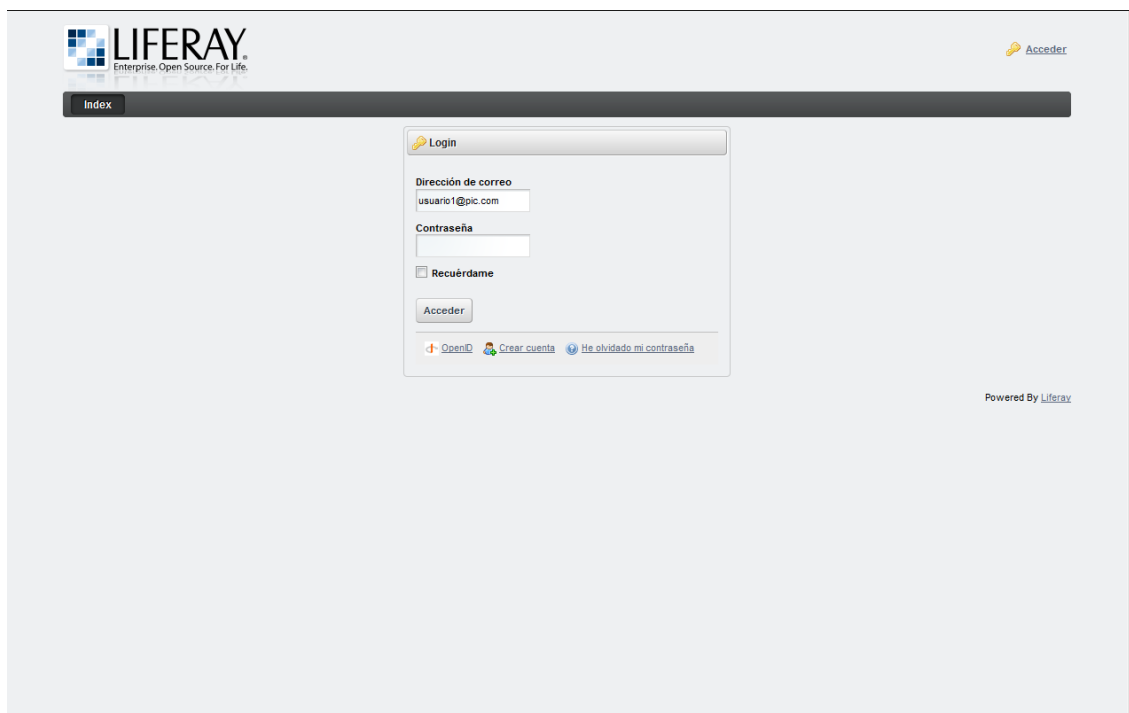 LIFERAY.
Enterprise. Open Source. For Life.
Acceder
Index
Login
Dirección de correo
usuario1@pic.com
Contraseña
Recuérdame
Acceder
OpenID Crear cuenta He olvidado mi contraseña
Powered By Liferay